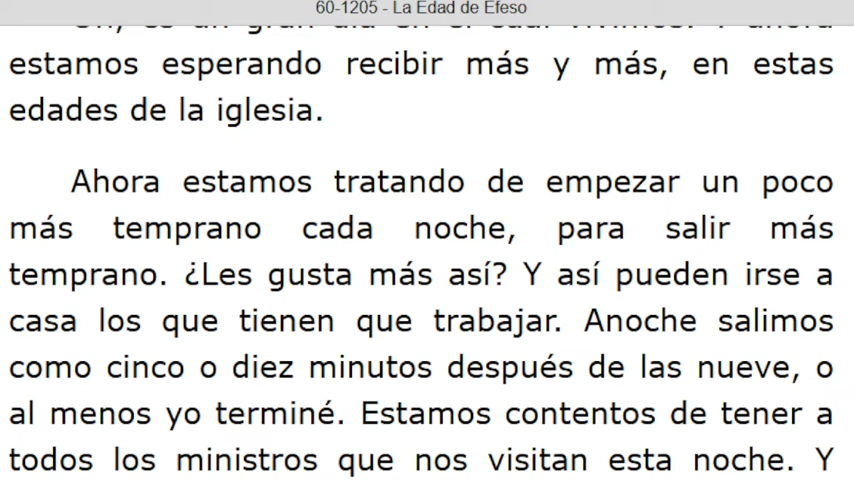 60-1205 - La Edad de Efeso
estamos esperando recibir más y más, en estas
edades de la iglesia.
Ahora estamos tratando de empezar un poco
más temprano cada noche, para salir más
temprano. ¿Les gusta más así? Y así pueden irse a
casa los que tienen que trabajar. Anoche salimos
como cinco o diez minutos después de las nueve, o
al menos yo terminé. Estamos contentos de tener a
todos los ministros que nos visitan esta noche. Y